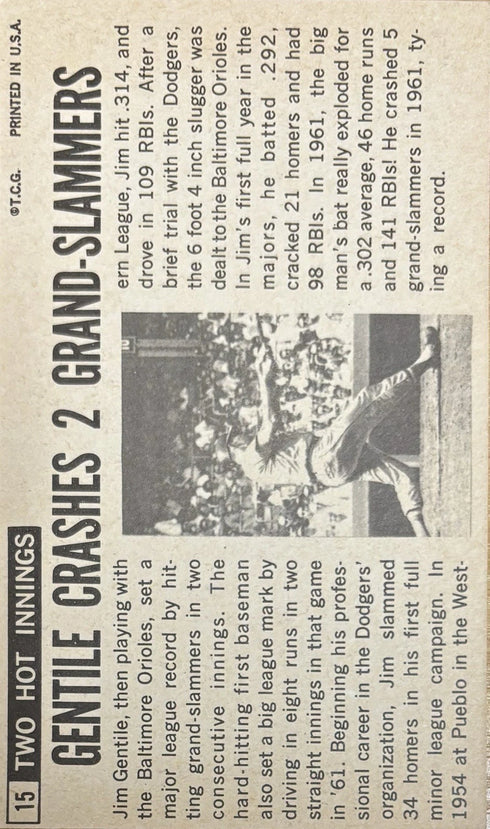 15 TWO HOT INNINGS
©T.C.G. PRINTED IN U.S.A.
GENTILE CRASHES 2 GRAND-SLAMMERS
Jim Gentile, then playing with
the Baltimore Orioles, set a
major league record by hit-
ting grand-slammers in two
consecutive innings. The
hard-hitting first baseman
also set a big league mark by
driving in eight runs in two
straight innings in that game
in '61. Beginning his profes-
sional career in the Dodgers'
organization, Jim slammed
34 homers in his first full
minor league campaign. In
1954 at Pueblo in the West-
ern League, Jim hit .314, and
drove in 109 RBIs. After a
brief trial with the Dodgers,
the 6 foot 4 inch slugger was
dealt to the Baltimore Orioles.
In Jim's first full year in the
majors, he batted .292,
cracked 21 homers and had
98 RBIs. In 1961, the big
man's bat really exploded for
a .302 average, 46 home runs
and 141 RBIs! He crashed 5
grand-slammers in 1961, ty-
ing a record.
2